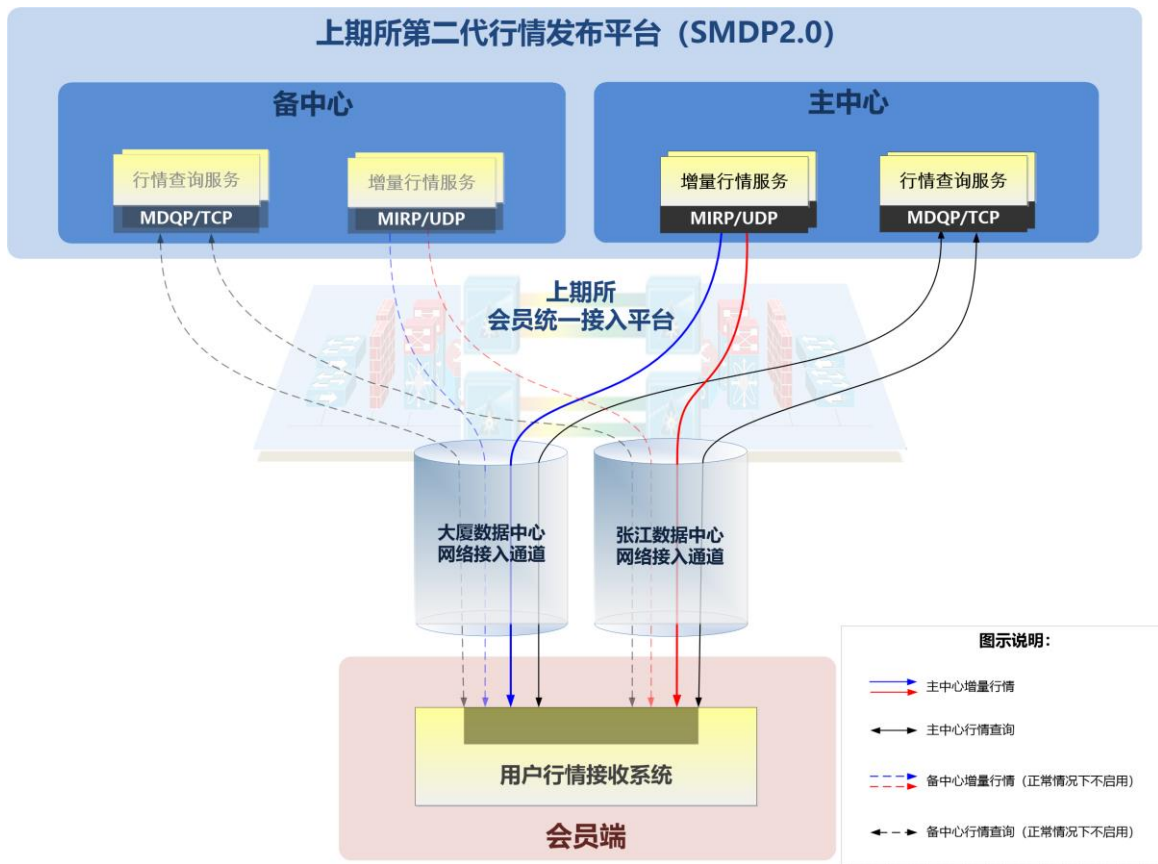 上期所第二代行情发布平台（SMDP2.0）
备中心
主中心
行情查询服务
MDQP/TCP
增量行情服务
MIRP/UDP
增量行情服务
MIRP/UDP
行情查询服务
MDQP/TCP
上期所
会员统一接入平台
大厦数据中心
网络接入通道
张江数据中心
网络接入通道
用户行情接收系统
会员端
图示说明：
主中心增量行情
主中心行情查询
备中心增量行情（正常情况下不启用）
备中心行情查询（正常情况下不启用）